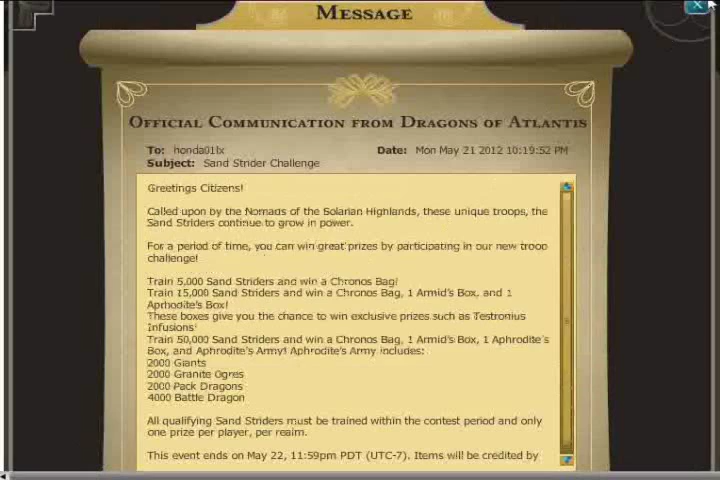 Message
Official Communication from Dragons of Atlantis
To: honda01lx Date: Mon May 21 2012 10:19:52 PM
Subject: Sand Strider Challenge
Greetings Citizens!
Called upon by the Nomads of the Solarian Highlands, these unique troops, the
Sand Striders continue to grow in power.
For a period of time, you can win great prizes by participating in our new troop
challenge!
Train 5,000 Sand Striders and win a Chronos Bag!
Train 15,000 Sand Striders and win a Chronos Bag, 1 Armid's Box, and 1
Aprhodite's Box!
These boxes give you the chance to win exclusive prizes such as Testronius
Infusions!
Train 50,000 Sand Striders and win a Chronos Bag, 1 Armid's Box, 1 Aphrodite's
Box, and Aphrodite's Army! Aphrodite's Army includes:
2000 Giants
2000 Granite Ogres
2000 Pack Dragons
4000 Battle Dragon
All qualifying Sand Striders must be trained within the contest period and only
one prize per player, per realm.
This event ends on May 22, 11:59pm PDT (UTC-7). Items will be credited by